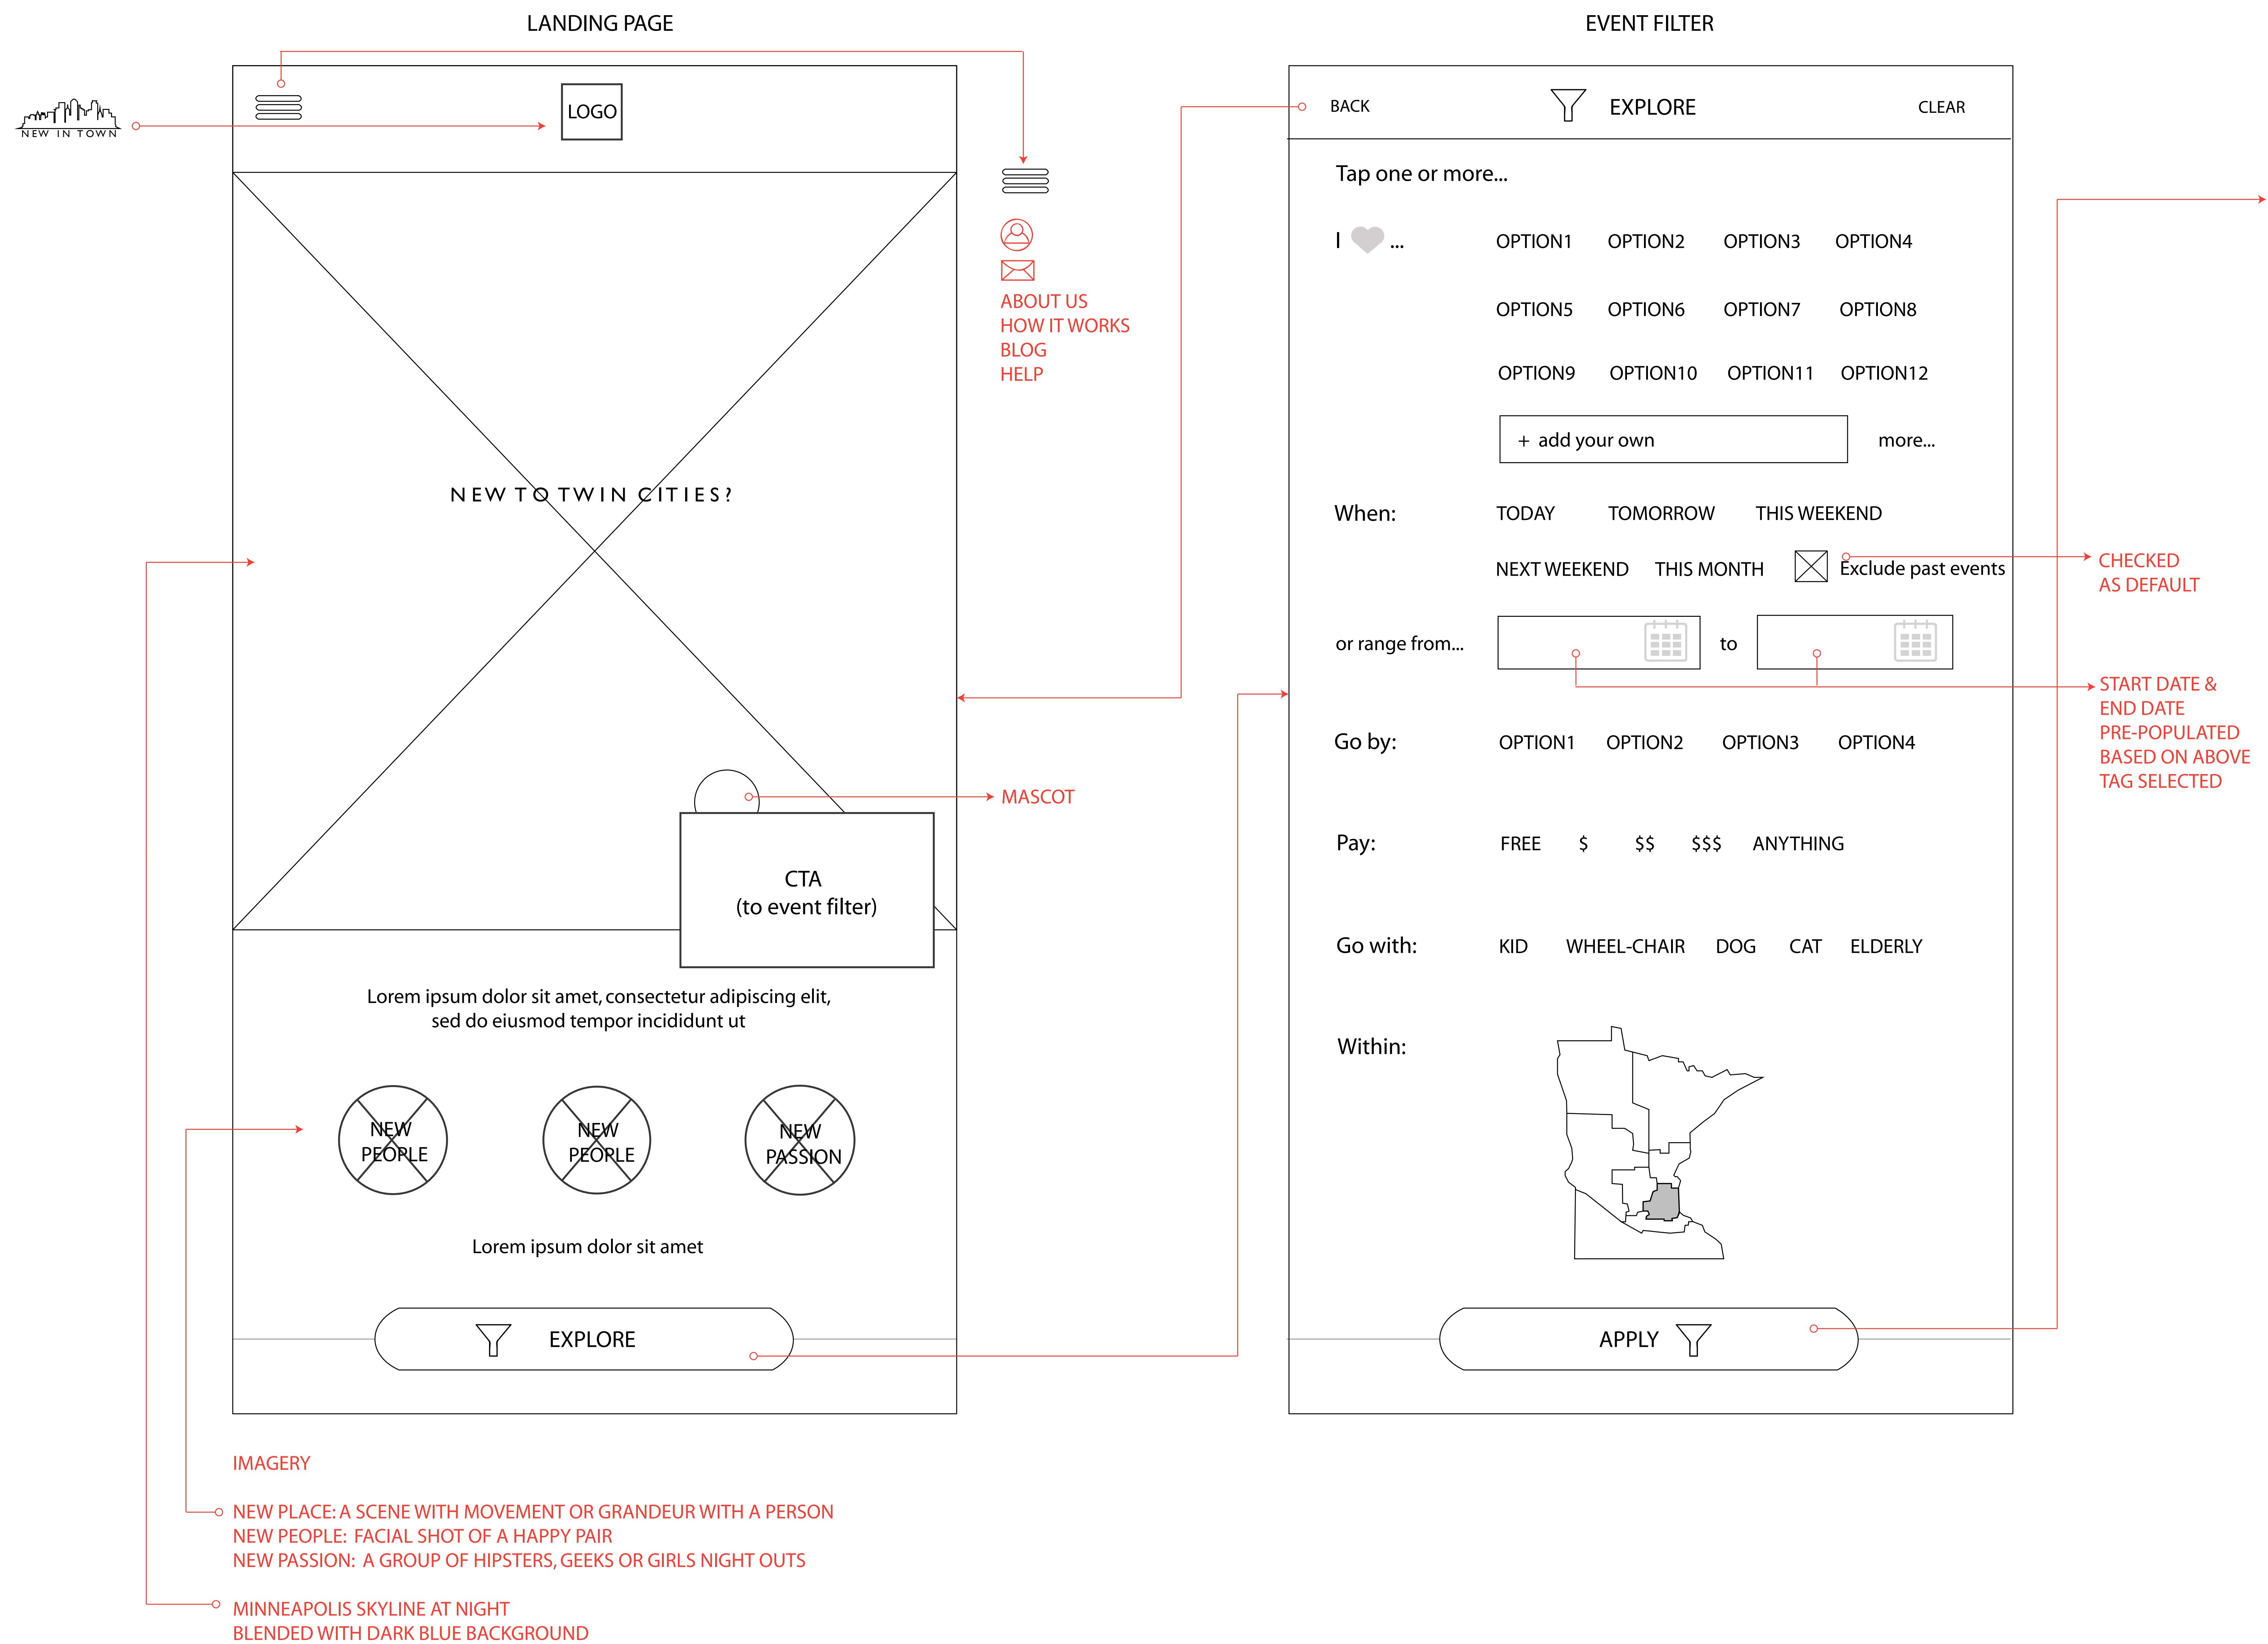 LANDING PAGE
NEW IN TOWN
LOGO
NEW TO TWIN CITIES?
ABOUT US
HOW IT WORKS
BLOG
HELP
MASCOT
CTA
(to event filter)
Lorem ipsum dolor sit amet, consectetur adipiscing elit,
sed do eiusmod tempor incididunt ut
NEW
PEOPLE
NEW
PEOPLE
NEW
PASSION
Lorem ipsum dolor sit amet
EXPLORE
IMAGERY
NEW PLACE: A SCENE WITH MOVEMENT OR GRANDEUR WITH A PERSON
NEW PEOPLE: FACIAL SHOT OF A HAPPY PAIR
NEW PASSION: A GROUP OF HIPSTERS, GEEKS OR GIRLS NIGHT OUTS
MINNEAPOLIS SKYLINE AT NIGHT
BLENDED WITH DARK BLUE BACKGROUND
EVENT FILTER
BACK EXPLORE CLEAR
Tap one or more...
I ... OPTION1 OPTION2 OPTION3 OPTION4
OPTION5 OPTION6 OPTION7 OPTION8
OPTION9 OPTION10 OPTION11 OPTION12
+ add your own more...
When: TODAY TOMORROW THIS WEEKEND
NEXT WEEKEND THIS MONTH Exclude past events
CHECKED
AS DEFAULT
or range from... to
START DATE &
END DATE
PRE-POPULATED
BASED ON ABOVE
TAG SELECTED
Go by: OPTION1 OPTION2 OPTION3 OPTION4
Pay: FREE $ $$ $$$ ANYTHING
Go with: KID WHEEL-CHAIR DOG CAT ELDERLY
Within:
APPLY